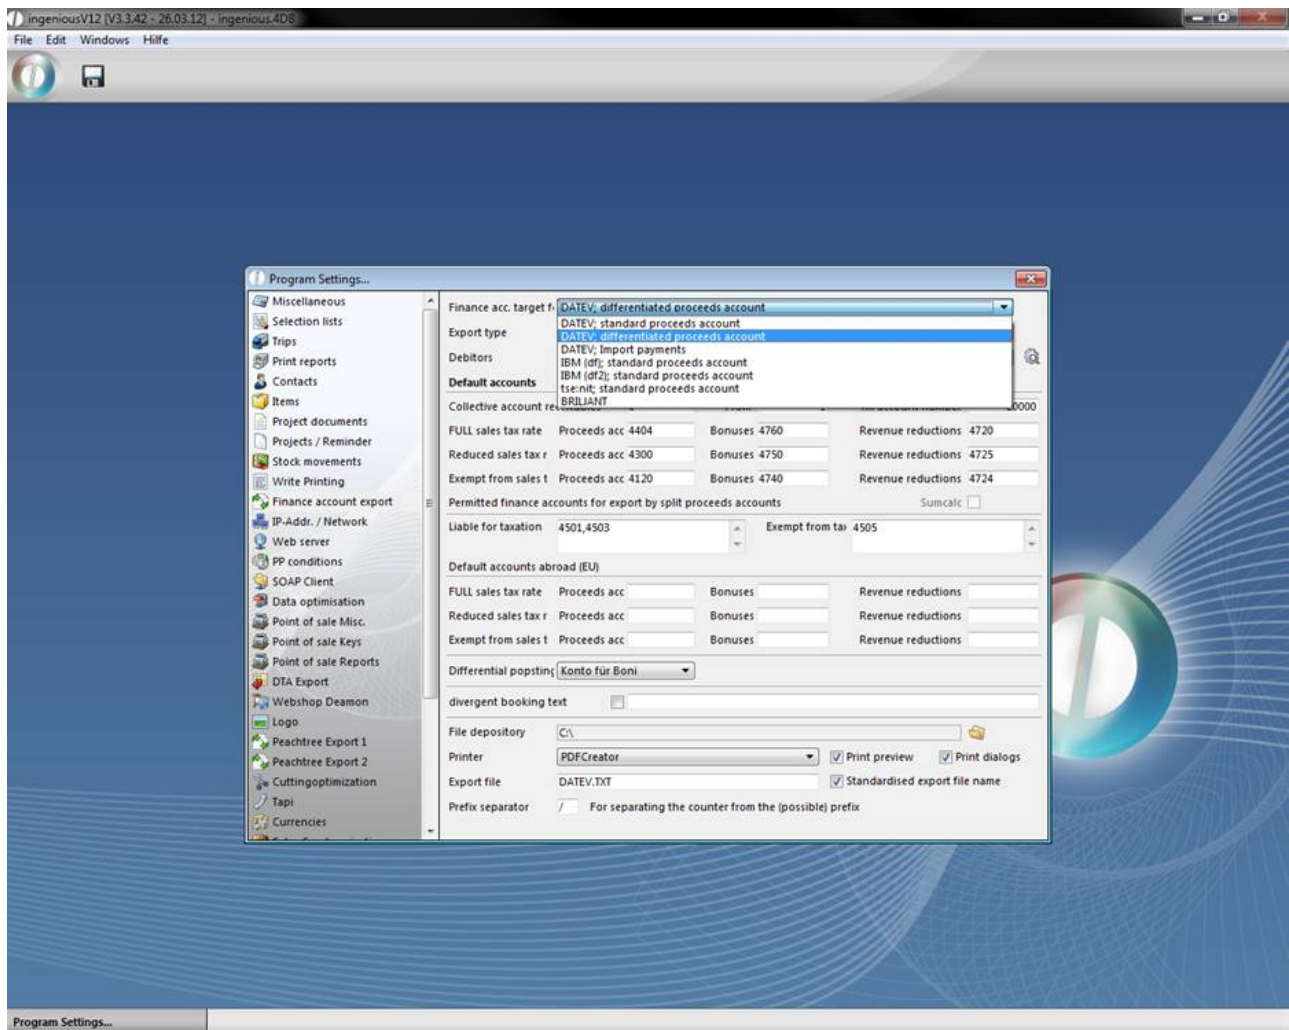 ingeniousV12 [V3.3.42 - 26.03.12] - ingenious.4DB
File Edit Windows Hilfe
Program Settings...
Miscellaneous
Selection lists
Trips
Print reports
Contacts
Items
Project documents
Projects / Reminder
Stock movements
Write Printing
Finance account export
IP-Addr. / Network
Web server
PP conditions
SOAP Client
Data optimisation
Point of sale Misc.
Point of sale Keys
Point of sale Reports
DTA Export
Webshop Deamon
Logo
Peachtree Export 1
Peachtree Export 2
Cuttingoptimization
Tapi
Currencies
Finance acc. target f DATEV; differentiated proceeds account
DATEV; standard proceeds account
Export type DATEV; differentiated proceeds account
DATEV; Import payments
Debitors IBM (df); standard proceeds account
IBM (df2); standard proceeds account
Default accounts tse:nit; standard proceeds account
BRILJANT
Collective account
FULL sales tax rate Proceeds acc 4404 Bonuses 4760 Revenue reductions 4720
Reduced sales tax r Proceeds acc 4300 Bonuses 4750 Revenue reductions 4725
Exempt from sales t Proceeds acc 4120 Bonuses 4740 Revenue reductions 4724
Permitted finance accounts for export by split proceeds accounts Sumcalc
Liable for taxation 4501,4503 Exempt from tax 4505
Default accounts abroad (EU)
FULL sales tax rate Proceeds acc Bonuses Revenue reductions
Reduced sales tax r Proceeds acc Bonuses Revenue reductions
Exempt from sales t Proceeds acc Bonuses Revenue reductions
Differential popsting Konto für Boni
divergent booking text
File depository C:\
Printer PDFCreator Print preview Print dialogs
Export file DATEV.TXT Standardised export file name
Prefix separator / For separating the counter from the (possible) prefix
Program Settings...